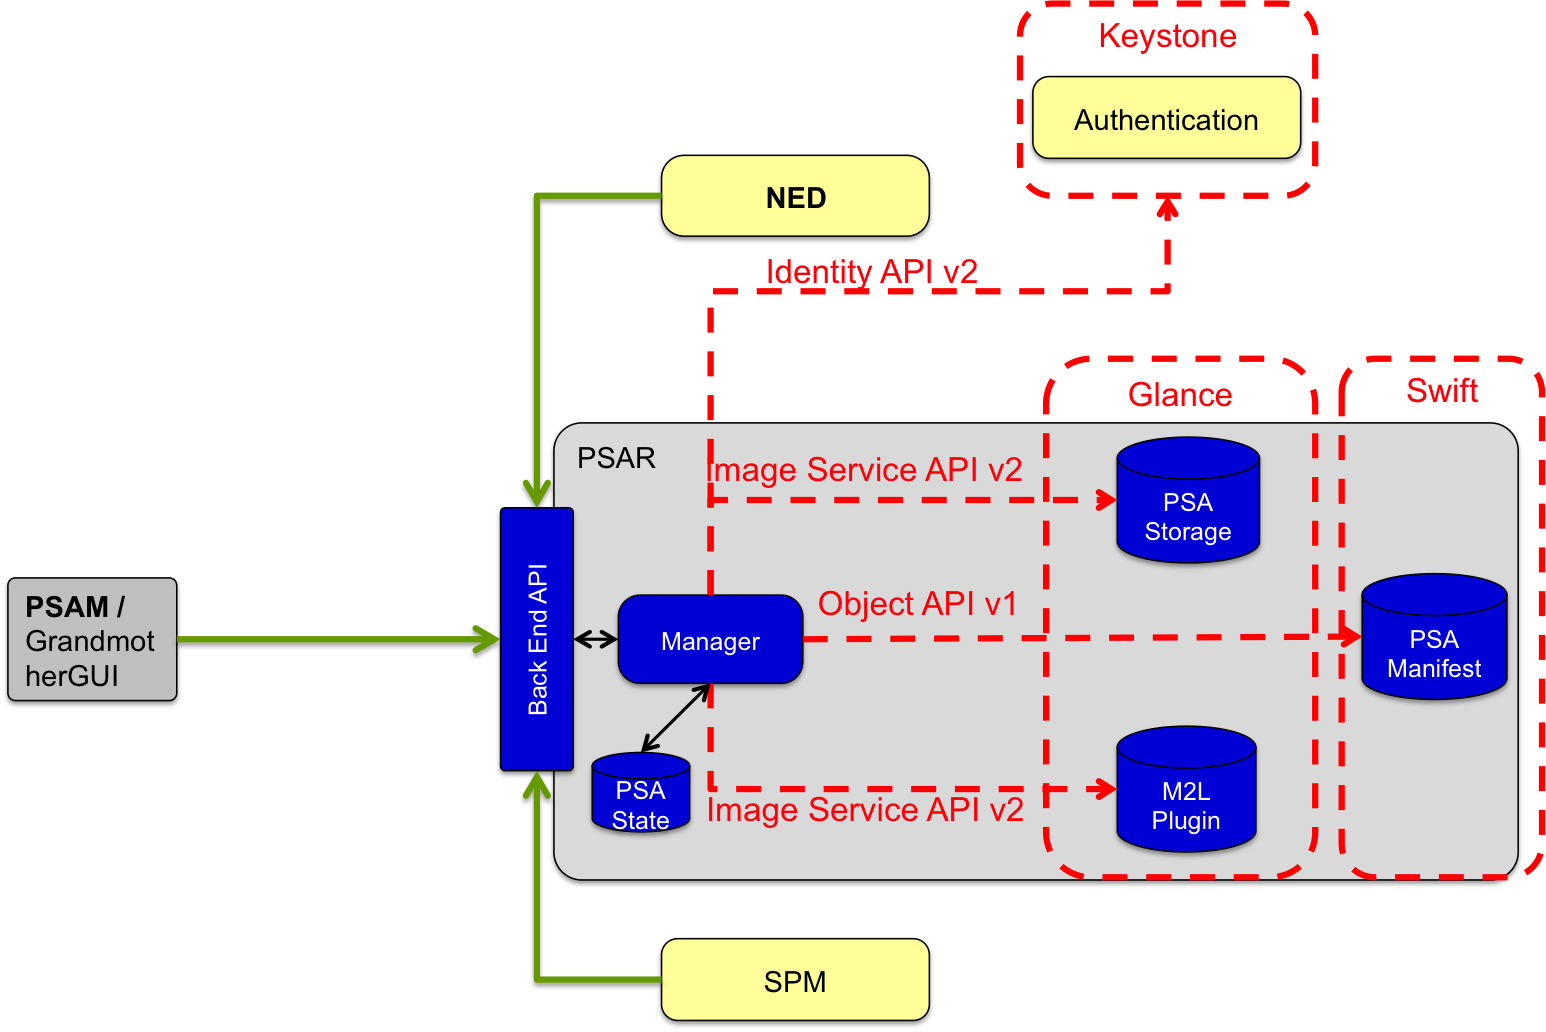 Keystone
Authentication
NED
Identity API v2
Glance
Swift
PSAR
Image Service API v2
PSA
Storage
Back End API
PSAM /
Grandmot
herGUI
Manager
Object API v1
PSA
Manifest
PSA
State
Image Service API v2
M2L
Plugin
SPM